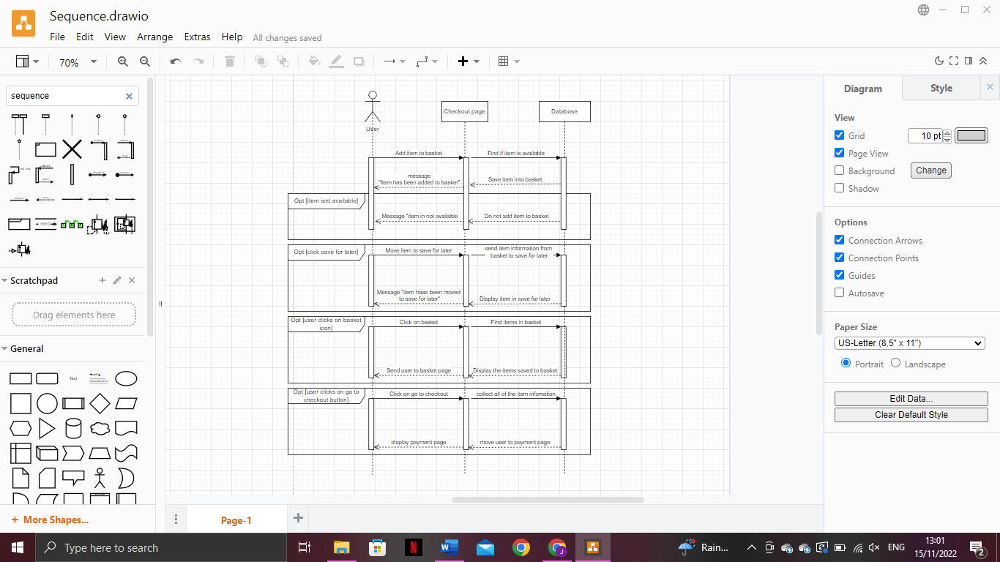 Sequence.drawio
File Edit View Arrange Extras Help All changes saved
70%
sequence
FIFO
Scratchpad
Drag elements here
General
Text
Heading
More Shapes...
User
Checkout page
Database
Add item to basket
Find if item is available
message
"Item has been added to basket"
Save item into basket
Opt [item isnt available]
Message "item in not available
Do not add item to basket
Opt [click save for later]
Move item to save for later
send item information from
basket to save for later
Message "item hase been moved
to save for later"
Display item in save for later
Opt [user clicks on basket
icon]
Click on basket
Find items in basket
Send user to basket page
Display the items saved to basket
Opt [user clicks on go to
checkout button]
Click on go to checkout
collect all of the item infomation
display payment page
move user to payment page
Page-1
Diagram
Style
View
Grid
10 pt
Page View
Background
Change
Shadow
Options
Connection Arrows
Connection Points
Guides
Autosave
Paper Size
US-Letter (8,5" x 11")
Portrait
Landscape
Edit Data...
Clear Default Style
Type here to search
N
W
J
Rain...
ENG
13:01
15/11/2022
2